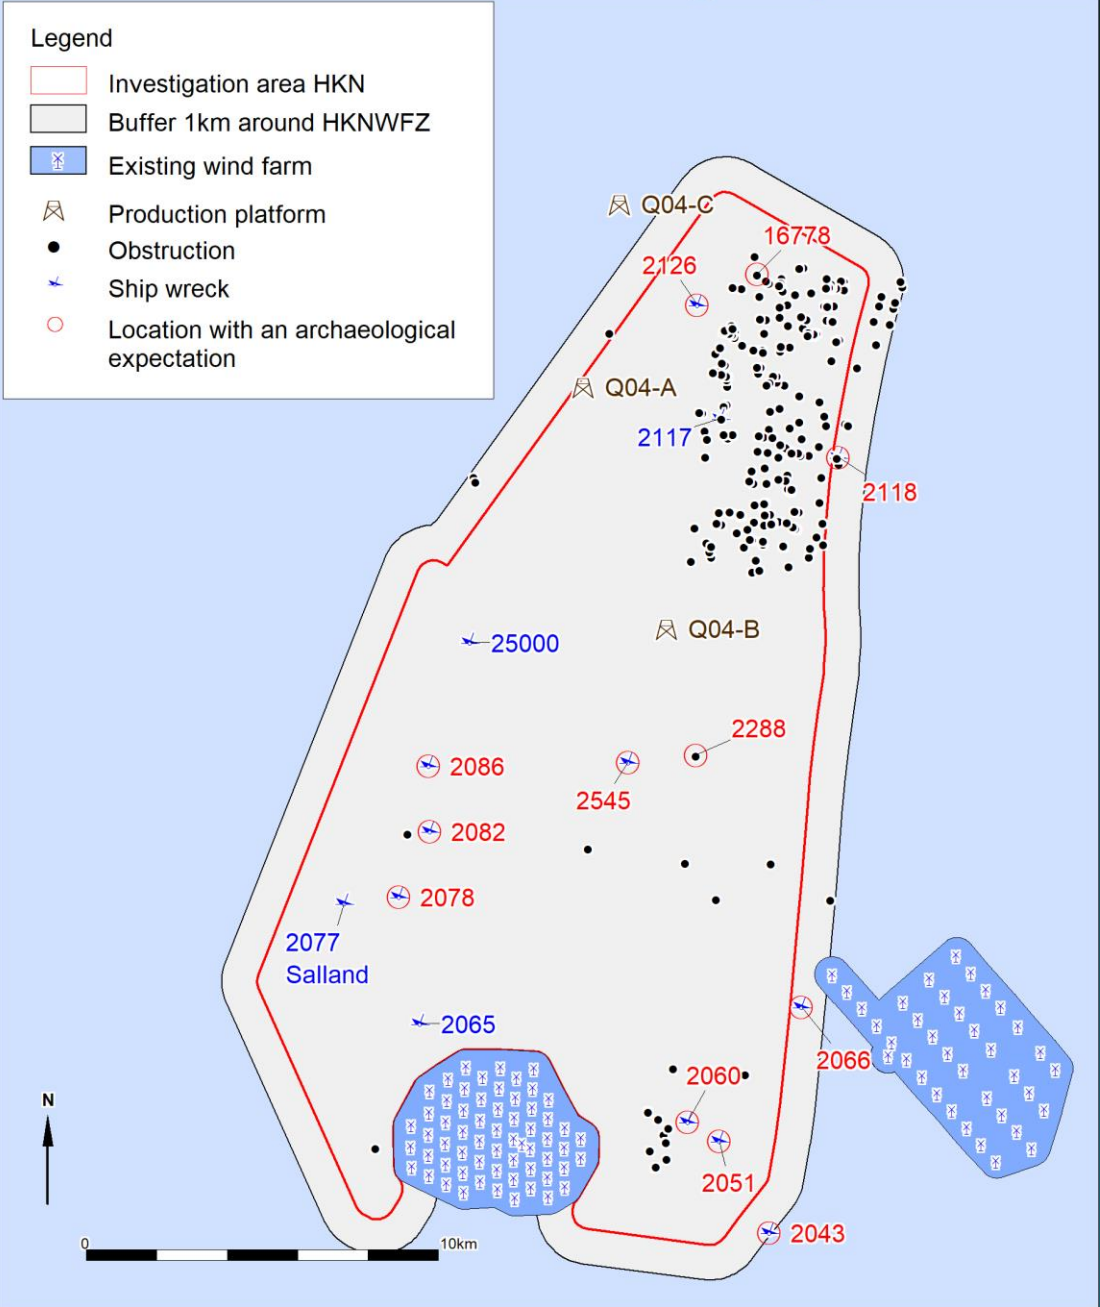 Legend
Investigation area HKN
Buffer 1km around HKNWFZ
Existing wind farm
Production platform
Obstruction
Ship wreck
Location with an archaeological
expectation
Q04-C
16778
2126
Q04-A
2117
2118
Q04-B
25000
2288
2086
2545
2082
2078
2077
Salland
2065
2066
2060
N
2051
2043
0
10km